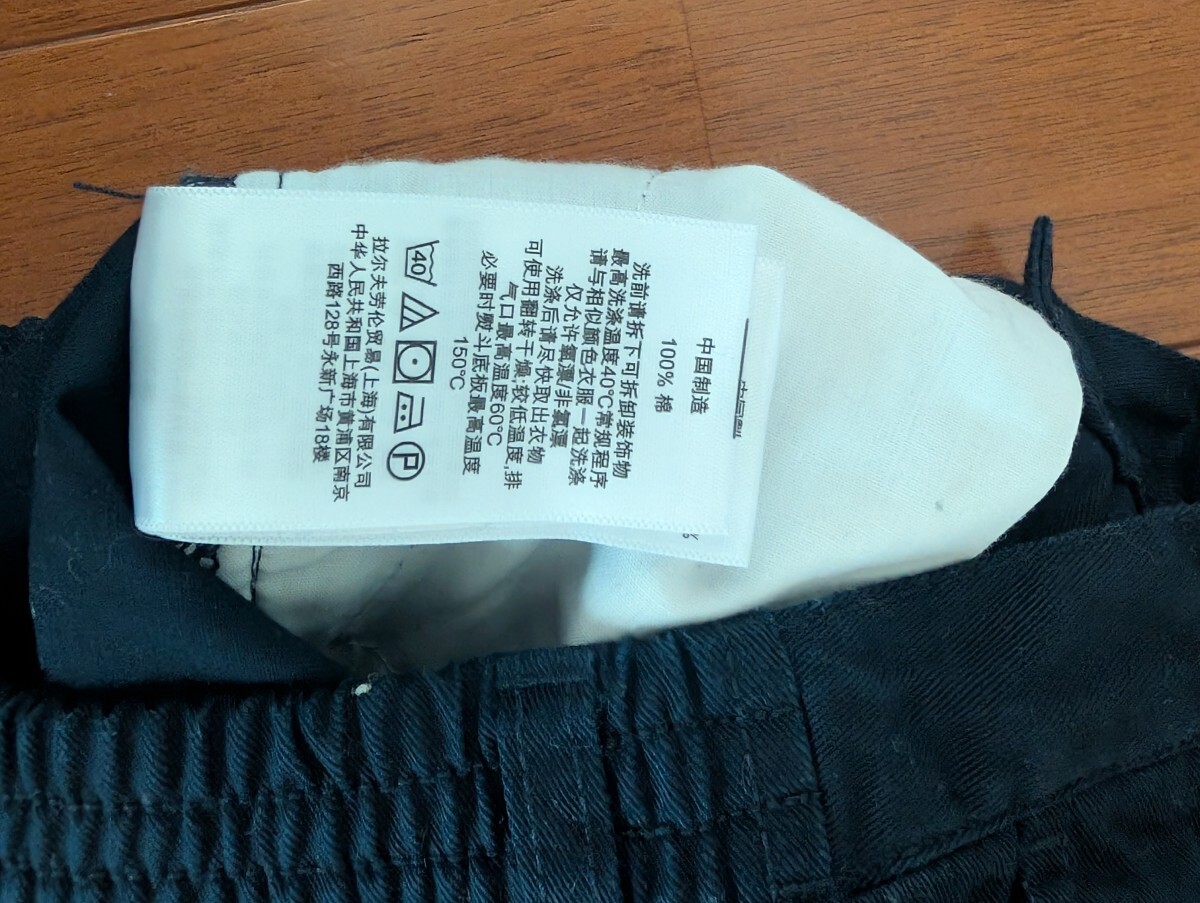 中国制造
100% 棉
洗前请拆下可拆卸装饰物
最高洗涤温度40°C常规程序
请与相似颜色衣服一起洗涤
仅允许氧漂/非氯漂
洗涤后请尽快取出衣物
可使用翻转干燥;较低温度,排
气口最高温度60°C
必要时熨斗底板最高温度
150°C
40
P
拉尔夫劳伦贸易(上海)有限公司
中华人民共和国上海市黄浦区南京
西路128号永新广场18楼
%